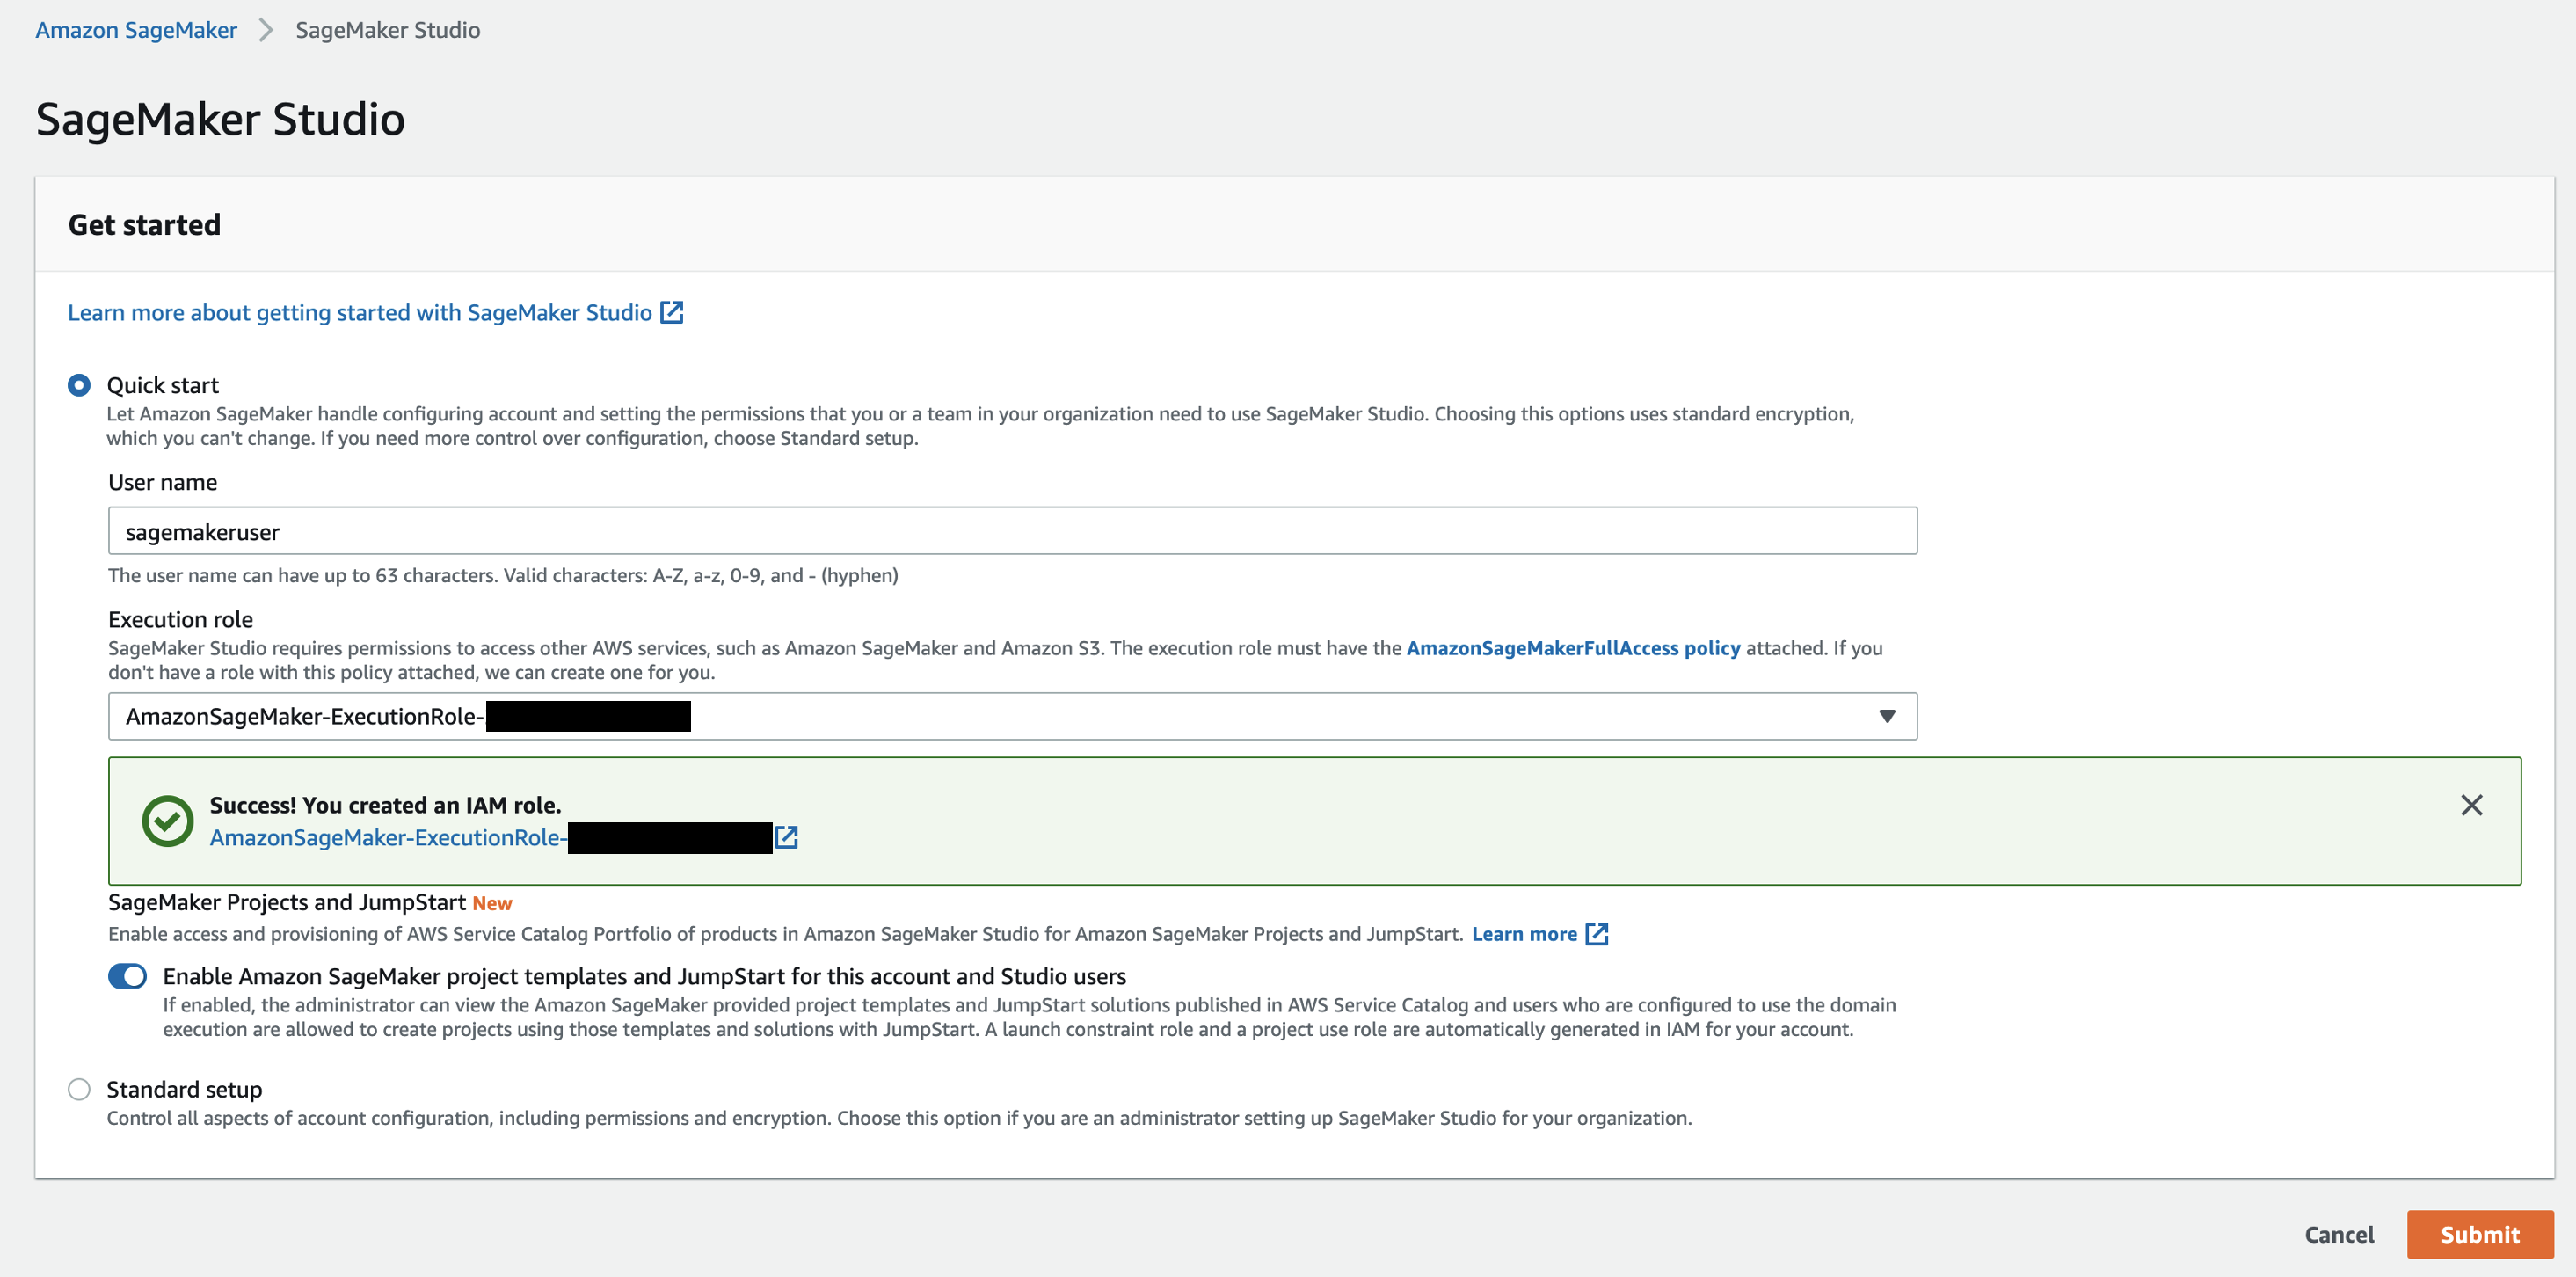 Amazon SageMaker > SageMaker Studio
SageMaker Studio
Get started
Learn more about getting started with SageMaker Studio
Quick start
Let Amazon SageMaker handle configuring account and setting the permissions that you or a team in your organization need to use SageMaker Studio. Choosing this options uses standard encryption,
which you can't change. If you need more control over configuration, choose Standard setup.
User name
sagemakeruser
The user name can have up to 63 characters. Valid characters: A-Z, a-z, 0-9, and - (hyphen)
Execution role
SageMaker Studio requires permissions to access other AWS services, such as Amazon SageMaker and Amazon S3. The execution role must have the AmazonSageMakerFullAccess policy attached. If you
don't have a role with this policy attached, we can create one for you.
AmazonSageMaker-ExecutionRole-
Success! You created an IAM role.
AmazonSageMaker-ExecutionRole-
SageMaker Projects and JumpStart New
Enable access and provisioning of AWS Service Catalog Portfolio of products in Amazon SageMaker Studio for Amazon SageMaker Projects and JumpStart. Learn more
Enable Amazon SageMaker project templates and JumpStart for this account and Studio users
If enabled, the administrator can view the Amazon SageMaker provided project templates and JumpStart solutions published in AWS Service Catalog and users who are configured to use the domain
execution are allowed to create projects using those templates and solutions with JumpStart. A launch constraint role and a project use role are automatically generated in IAM for your account.
Standard setup
Control all aspects of account configuration, including permissions and encryption. Choose this option if you are an administrator setting up SageMaker Studio for your organization.
Cancel Submit